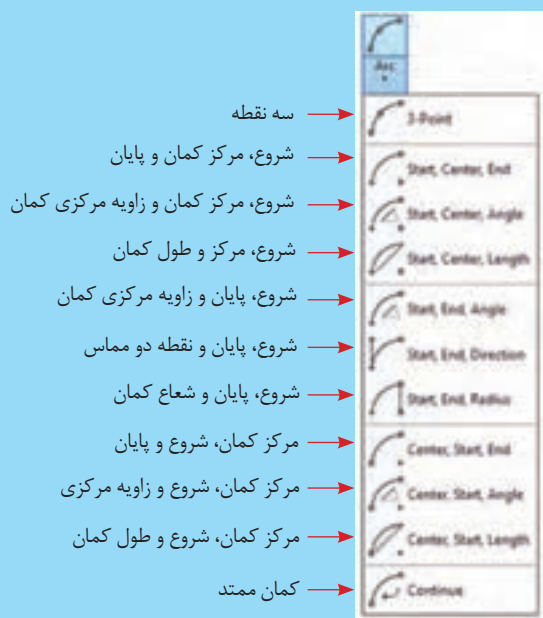 Arc
سه نقطه
3-Point
شروع، مرکز کمان و پایان
Start, Center, End
شروع، مرکز کمان و زاویه مرکزی کمان
Start, Center, Angle
شروع، مرکز و طول کمان
Start, Center, Length
شروع، پایان و زاویه مرکزی کمان
Start, End, Angle
شروع، پایان و نقطه دو مماس
Start, End, Direction
شروع، پایان و شعاع کمان
Start, End, Radius
مرکز کمان، شروع و پایان
Center, Start, End
مرکز کمان، شروع و زاویه مرکزی
Center, Start, Angle
مرکز کمان، شروع و طول کمان
Center, Start, Length
کمان ممتد
Continue